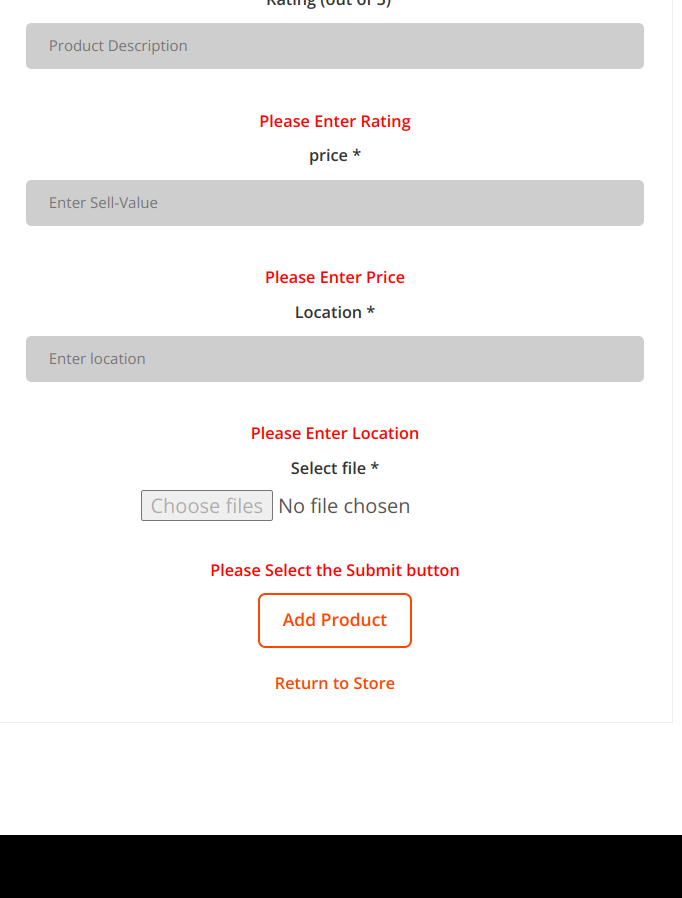 Rating (out of 5)
Product Description
Please Enter Rating
price *
Enter Sell-Value
Please Enter Price
Location *
Enter location
Please Enter Location
Select file *
Choose files No file chosen
Please Select the Submit button
Add Product
Return to Store